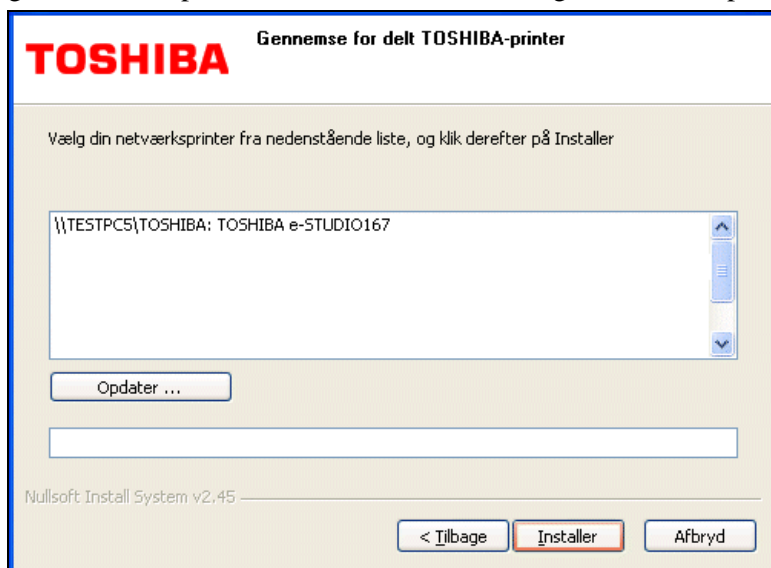 Gennemse for delt TOSHIBA-printer
TOSHIBA
Vælg din netværksprinter fra nedenstående liste, og klik derefter på Installer
\\TESTPC5\TOSHIBA: TOSHIBA e-STUDIO167
Opdater ...
Nullsoft Install System v2.45
< Tilbage
Installer
Afbryd